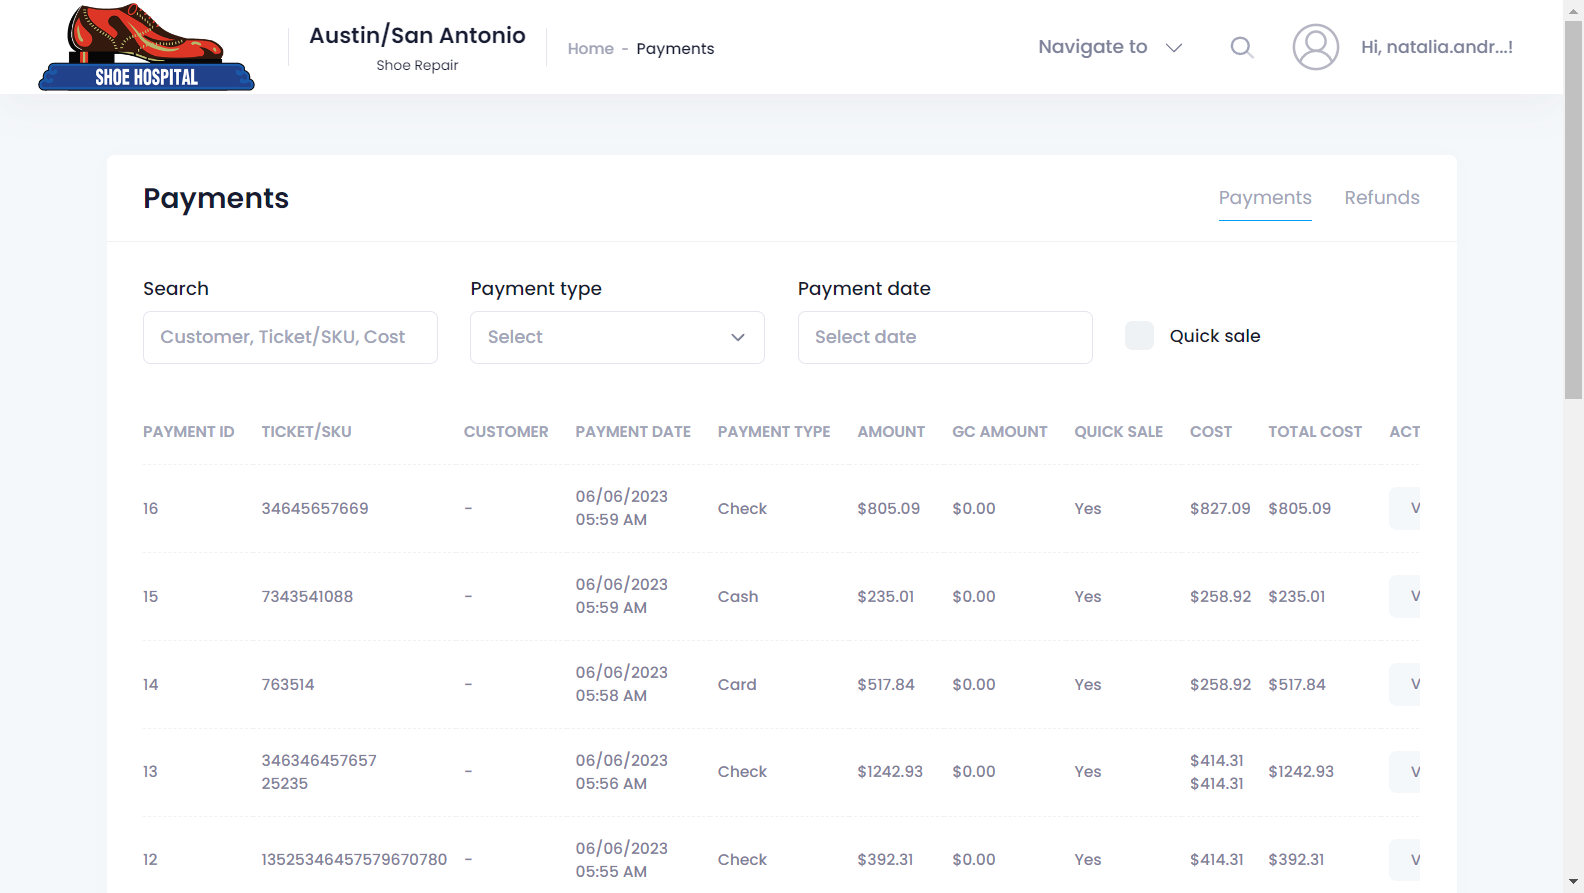 SHOE HOSPITAL
Austin/San Antonio
Shoe Repair
Home - Payments
Navigate to
Hi, natalia.andr...!
Payments
Payments
Refunds
Search
Payment type
Payment date
Customer, Ticket/SKU, Cost
Select
Select date
Quick sale
PAYMENT ID TICKET/SKU CUSTOMER PAYMENT DATE PAYMENT TYPE AMOUNT GC AMOUNT QUICK SALE COST TOTAL COST ACT
16 34645657669 - 06/06/2023 05:59 AM Check $805.09 $0.00 Yes $827.09 $805.09 V
15 7343541088 - 06/06/2023 05:59 AM Cash $235.01 $0.00 Yes $258.92 $235.01 V
14 763514 - 06/06/2023 05:58 AM Card $517.84 $0.00 Yes $258.92 $517.84 V
13 346346457657 25235 - 06/06/2023 05:56 AM Check $1242.93 $0.00 Yes $414.31 $414.31 $1242.93 V
12 13525346457579670780 - 06/06/2023 05:55 AM Check $392.31 $0.00 Yes $414.31 $392.31 V